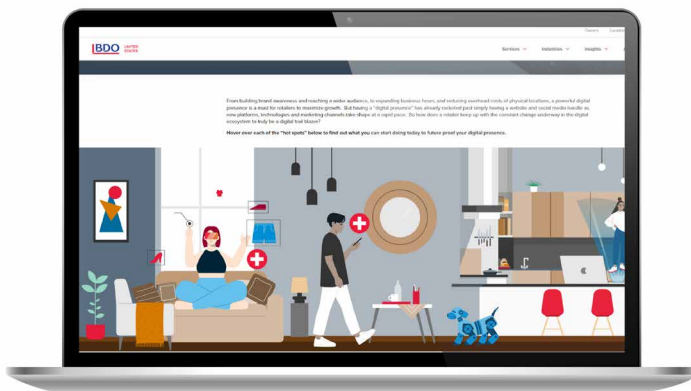 Careers
BDO UNITED STATES
Services Industries Insights
From building brand awareness and reaching a wider audience, to expanding business hours, and reducing overhead costs of physical locations, a powerful digital
presence is a must for retailers to maximize growth. But having a "digital presence" has already rocketed past simply having a website and social media handle as
new platforms, technologies and marketing channels take shape at a rapid pace. So how does a retailer keep up with the constant change underway in the digital
ecosystem to truly be a digital trail blazer?
Hover over each of the "hot spots" below to find out what you can start doing today to future proof your digital presence.